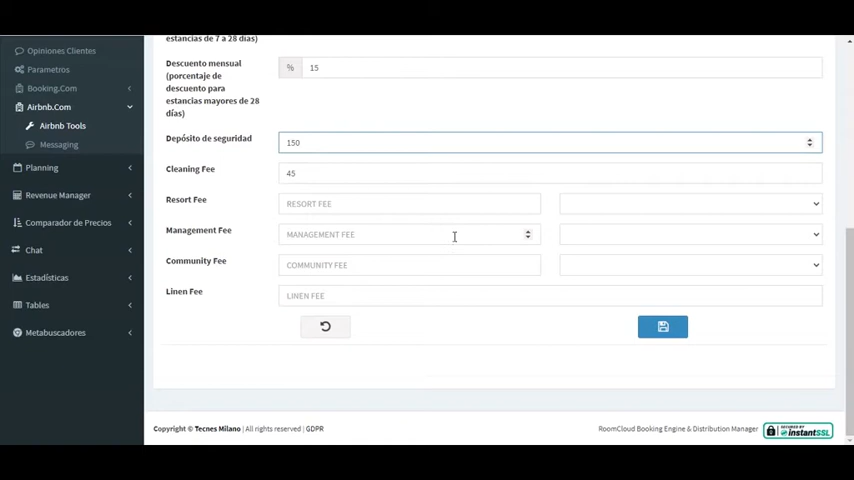 Opiniones Clientes
Parametros
Booking.Com
Airbnb.Com
Airbnb Tools
Messaging
Planning
Revenue Manager
Comparador de Precios
Chat
Estadísticas
Tables
Metabuscadores
estancias de 7 a 28 días)
Descuento mensual
(porcentaje de
descuento para
estancias mayores de 28
días)
% 15
Depósito de seguridad
150
Cleaning Fee
45
Resort Fee
RESORT FEE
Management Fee
MANAGEMENT FEE
Community Fee
COMMUNITY FEE
Linen Fee
LINEN FEE
Copyright © Tecnes Milano | All rights reserved | GDPR
RoomCloud Booking Engine & Distribution Manager
SECURED BY
instantSSL